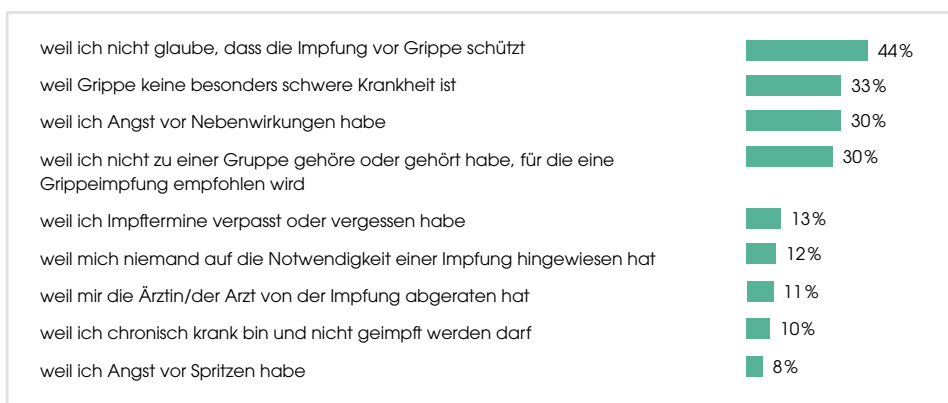 weil ich nicht glaube, dass die Impfung vor Grippe schützt 44%
weil Grippe keine besonders schwere Krankheit ist 33%
weil ich Angst vor Nebenwirkungen habe 30%
weil ich nicht zu einer Gruppe gehöre oder gehört habe, für die eine 30%
Grippeimpfung empfohlen wird
weil ich Impftermine verpasst oder vergessen habe 13%
weil mich niemand auf die Notwendigkeit einer Impfung hingewiesen hat 12%
weil mir die Ärztin/der Arzt von der Impfung abgeraten hat 11%
weil ich chronisch krank bin und nicht geimpft werden darf 10%
weil ich Angst vor Spritzen habe 8%